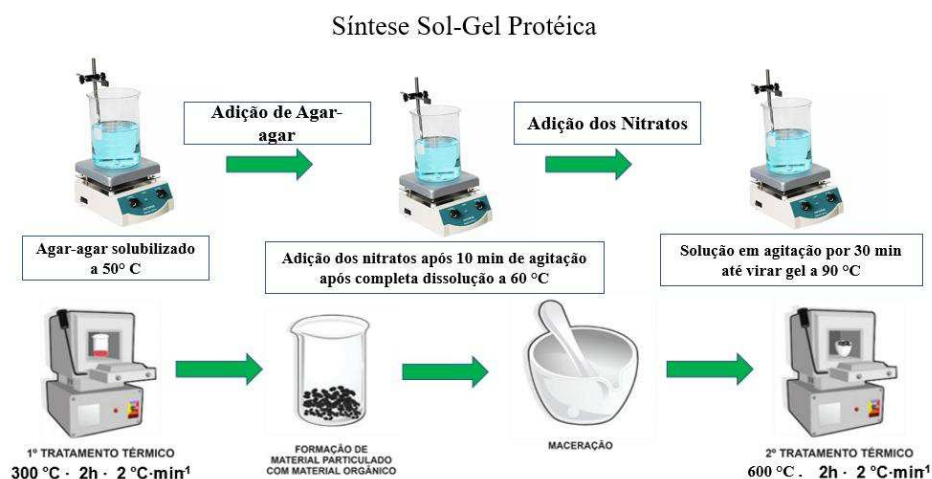 Síntese Sol-Gel Protéica
Adição de Agar-
agar
Adição dos Nitratos
Agar-agar solubilizado
a 50° C
Adição dos nitratos após 10 min de agitação
após completa dissolução a 60 °C
Solução em agitação por 30 min
até virar gel a 90 °C
1º TRATAMENTO TÉRMICO
300 °C · 2h · 2 °C·min-¹
FORMAÇÃO DE
MATERIAL PARTICULADO
COM MATERIAL ORGÂNICO
MACERAÇÃO
2º TRATAMENTO TÉRMICO
600 °C . 2h · 2 °C·min-¹